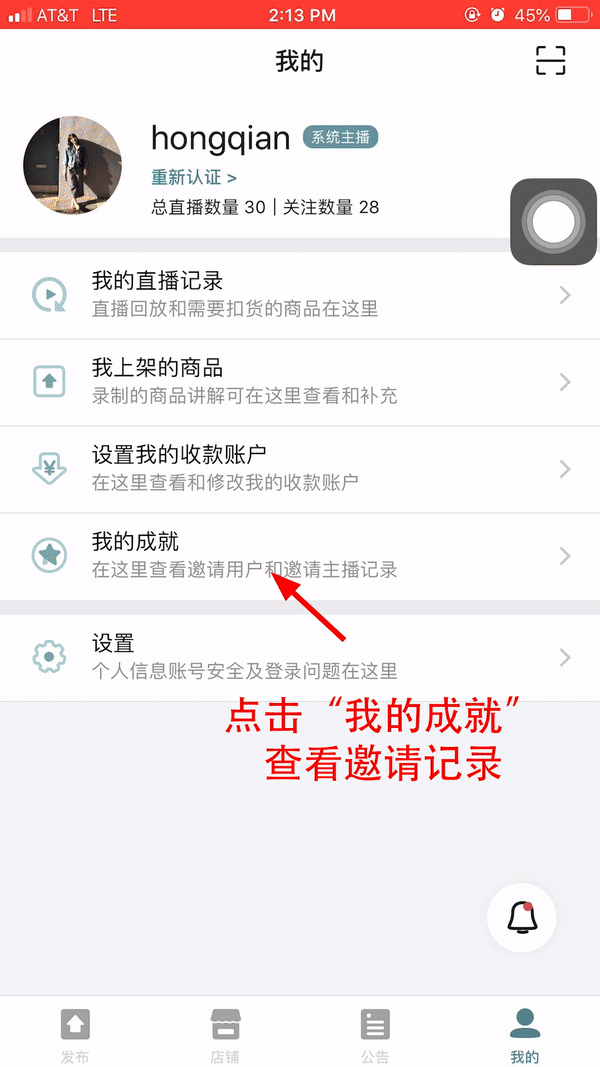 AT&T LTE 2:13 PM 45%
我的
hongqian 系统主播
重新认证 >
总直播数量 30 | 关注数量 28
我的直播记录
直播回放和需要扣货的商品在这里
我上架的商品
录制的商品讲解可在这里查看和补充
设置我的收款账户
在这里查看和修改我的收款账户
我的成就
在这里查看邀请用户和邀请主播记录
设置
个人信息账号安全及登录问题在这里
点击“我的成就”
查看邀请记录
发布 店铺 公告 我的